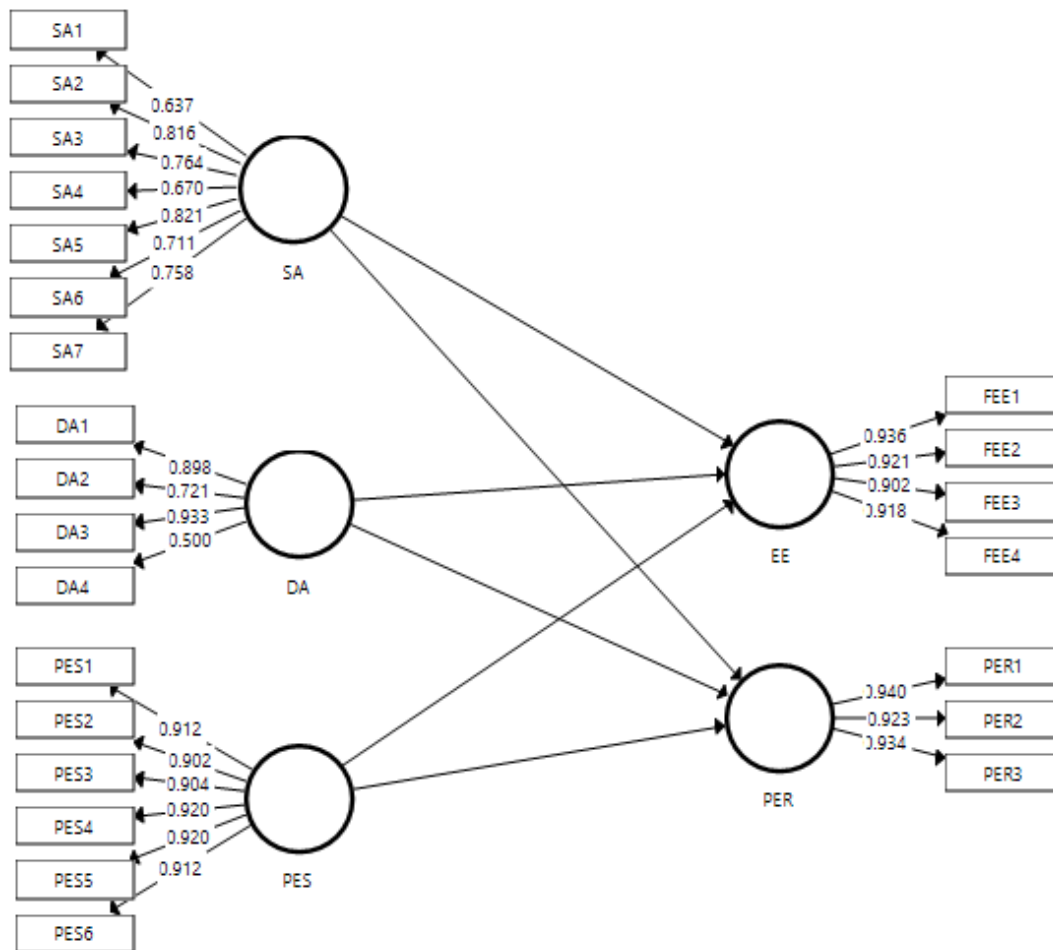 SA1
SA2
SA3
SA4
SA5
SA6
SA7
0.637
0.816
0.764
0.670
0.821
0.711
0.758
SA
DA1
DA2
DA3
DA4
0.898
0.721
0.933
0.500
DA
PES1
PES2
PES3
PES4
PES5
PES6
0.912
0.902
0.904
0.920
0.920
0.912
PES
EE
0.936
0.921
0.902
0.918
FEE1
FEE2
FEE3
FEE4
PER
0.940
0.923
0.934
PER1
PER2
PER3